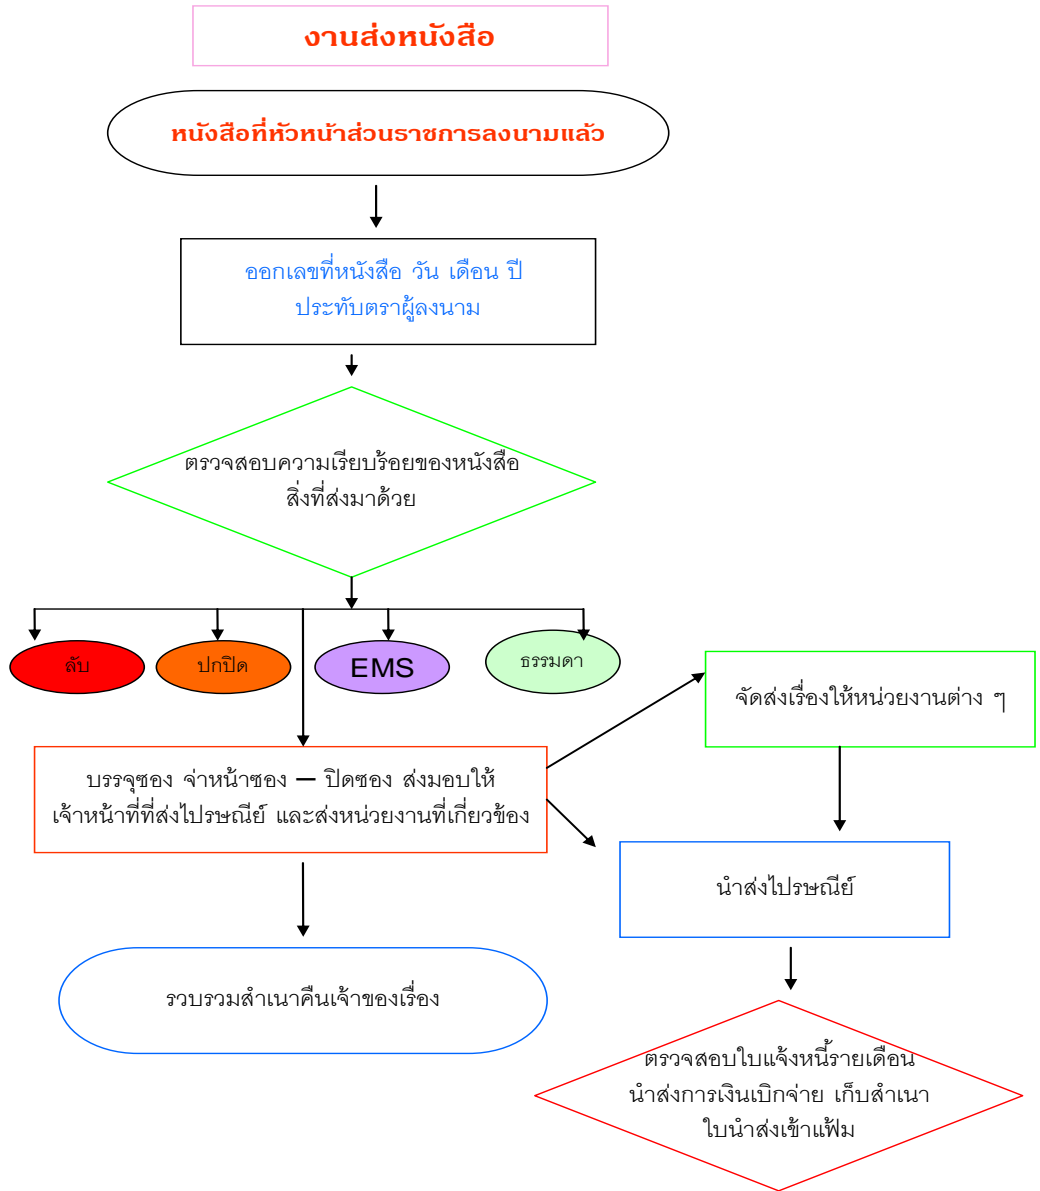 งานส่งหนังสือ
หนังสือที่หัวหน้าส่วนราชการลงนามแล้ว
ออกเลขที่หนังสือ วัน เดือน ปี
ประทับตราผู้ลงนาม
ตรวจสอบความเรียบร้อยของหนังสือ
สิ่งที่ส่งมาด้วย
ลับ
ปกปิด
EMS
ธรรมดา
จัดส่งเรื่องให้หน่วยงานต่าง ๆ
บรรจุซอง จ่าหน้าซอง – ปิดซอง ส่งมอบให้
เจ้าหน้าที่ที่ส่งไปรษณีย์ และส่งหน่วยงานที่เกี่ยวข้อง
นำส่งไปรษณีย์
รวบรวมสำเนาคืนเจ้าของเรื่อง
ตรวจสอบใบแจ้งหนี้รายเดือน
นำส่งการเงินเบิกจ่าย เก็บสำเนา
ใบนำส่งเข้าแฟ้ม